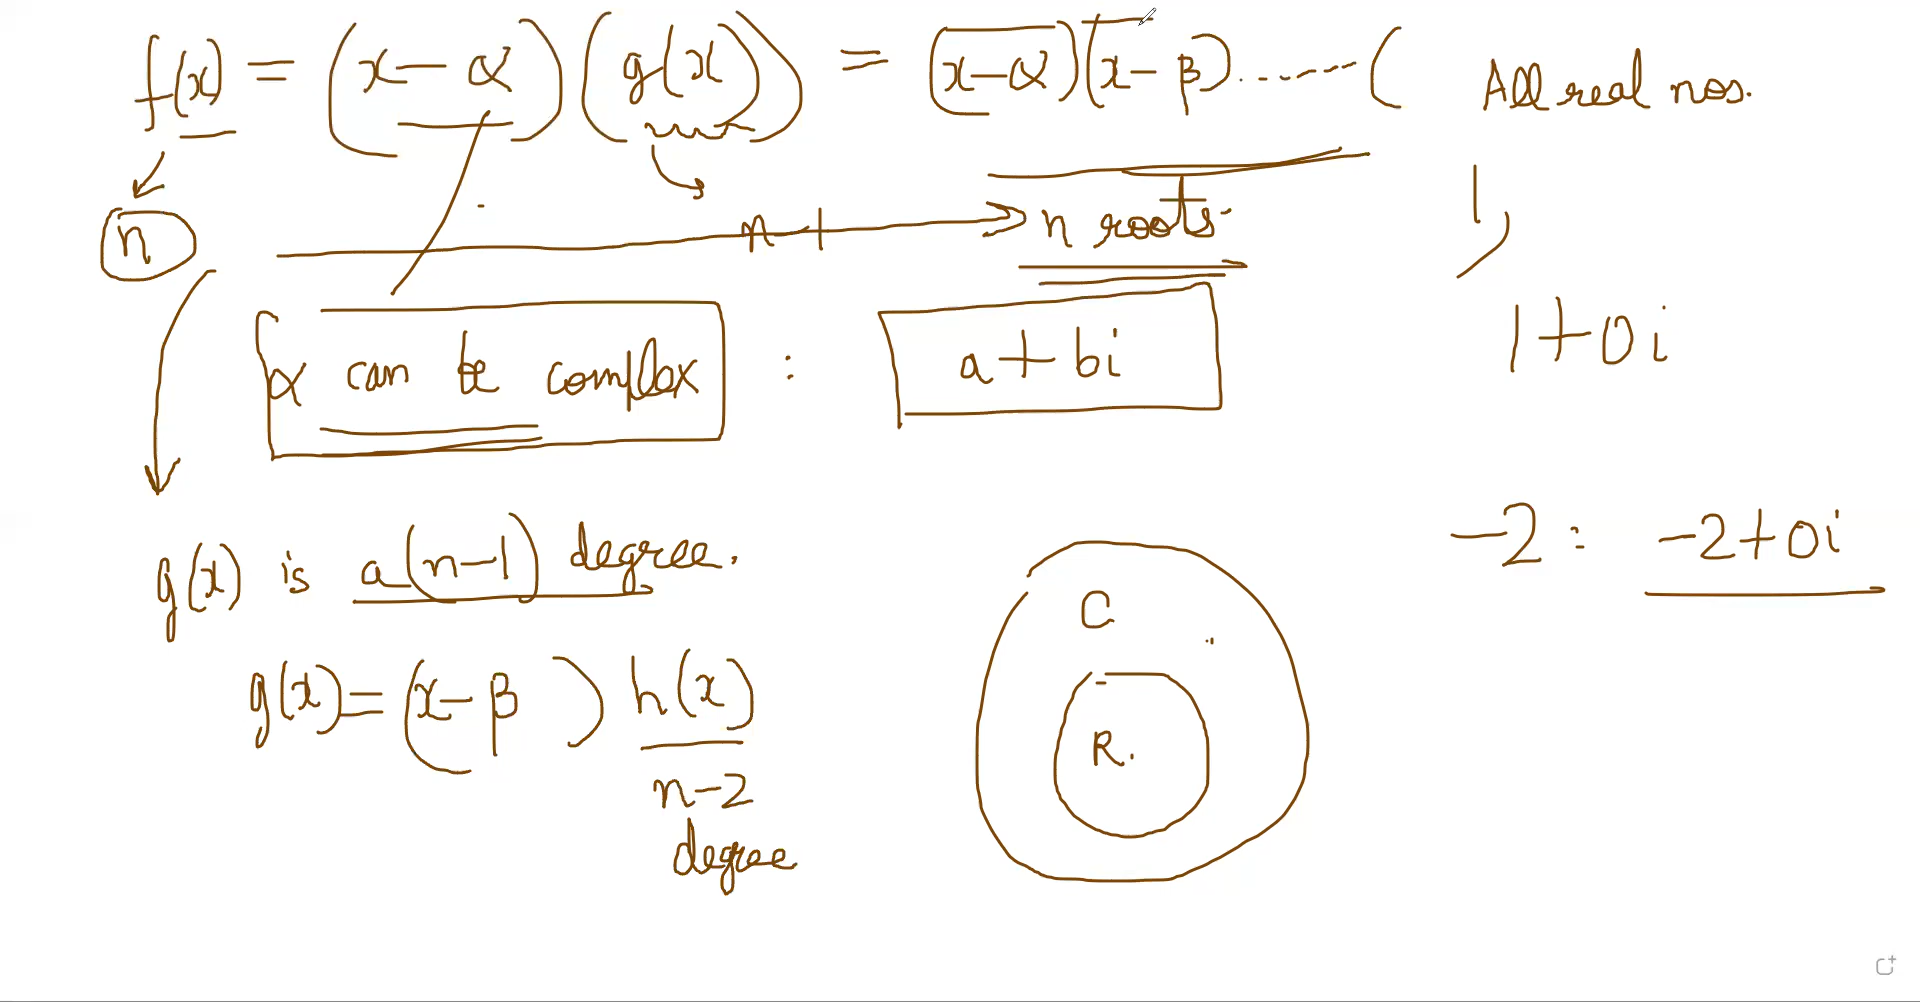 f(x) = (x - α) (g(x)) = (x-α)(x - β)........(
All real nos.
n
n-1
n roots.
1,
1 + 0i
α can be complex : a + bi
-2 = -2 + 0i
g(x) is a (n-1) degree.
g(x) = (x - β) h(x)
n-2
degree
C
R.